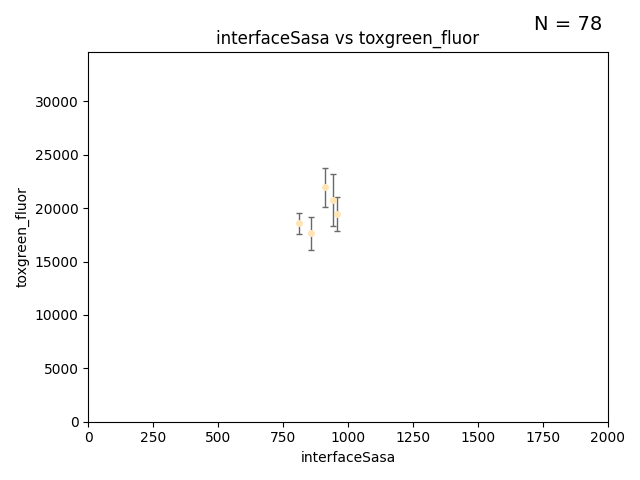 N = 78
interfaceSasa vs toxgreen_fluor
30000
25000
20000
15000
10000
5000
0
toxgreen_fluor
0 250 500 750 1000 1250 1500 1750 2000
interfaceSasa